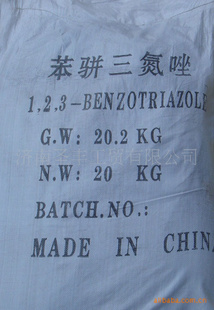 苯骈三氮唑
1,2,3-BENZOTRIAZOLE
G.W: 20.2 KG
N.W: 20 KG
BATCH.NO.:
MADE IN CHINA